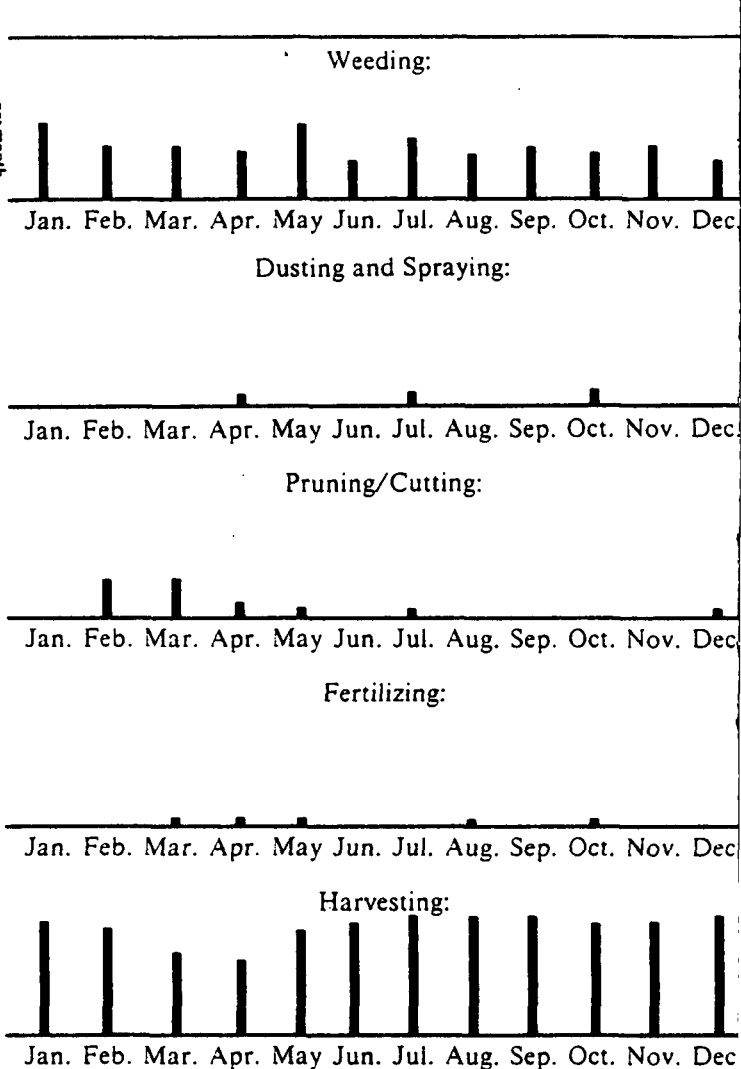 Weeding:
Jan. Feb. Mar. Apr. May Jun. Jul. Aug. Sep. Oct. Nov. Dec.
Dusting and Spraying:
Jan. Feb. Mar. Apr. May Jun. Jul. Aug. Sep. Oct. Nov. Dec.
Pruning/Cutting:
Jan. Feb. Mar. Apr. May Jun. Jul. Aug. Sep. Oct. Nov. Dec
Fertilizing:
Jan. Feb. Mar. Apr. May Jun. Jul. Aug. Sep. Oct. Nov. Dec
Harvesting:
Jan. Feb. Mar. Apr. May Jun. Jul. Aug. Sep. Oct. Nov. Dec